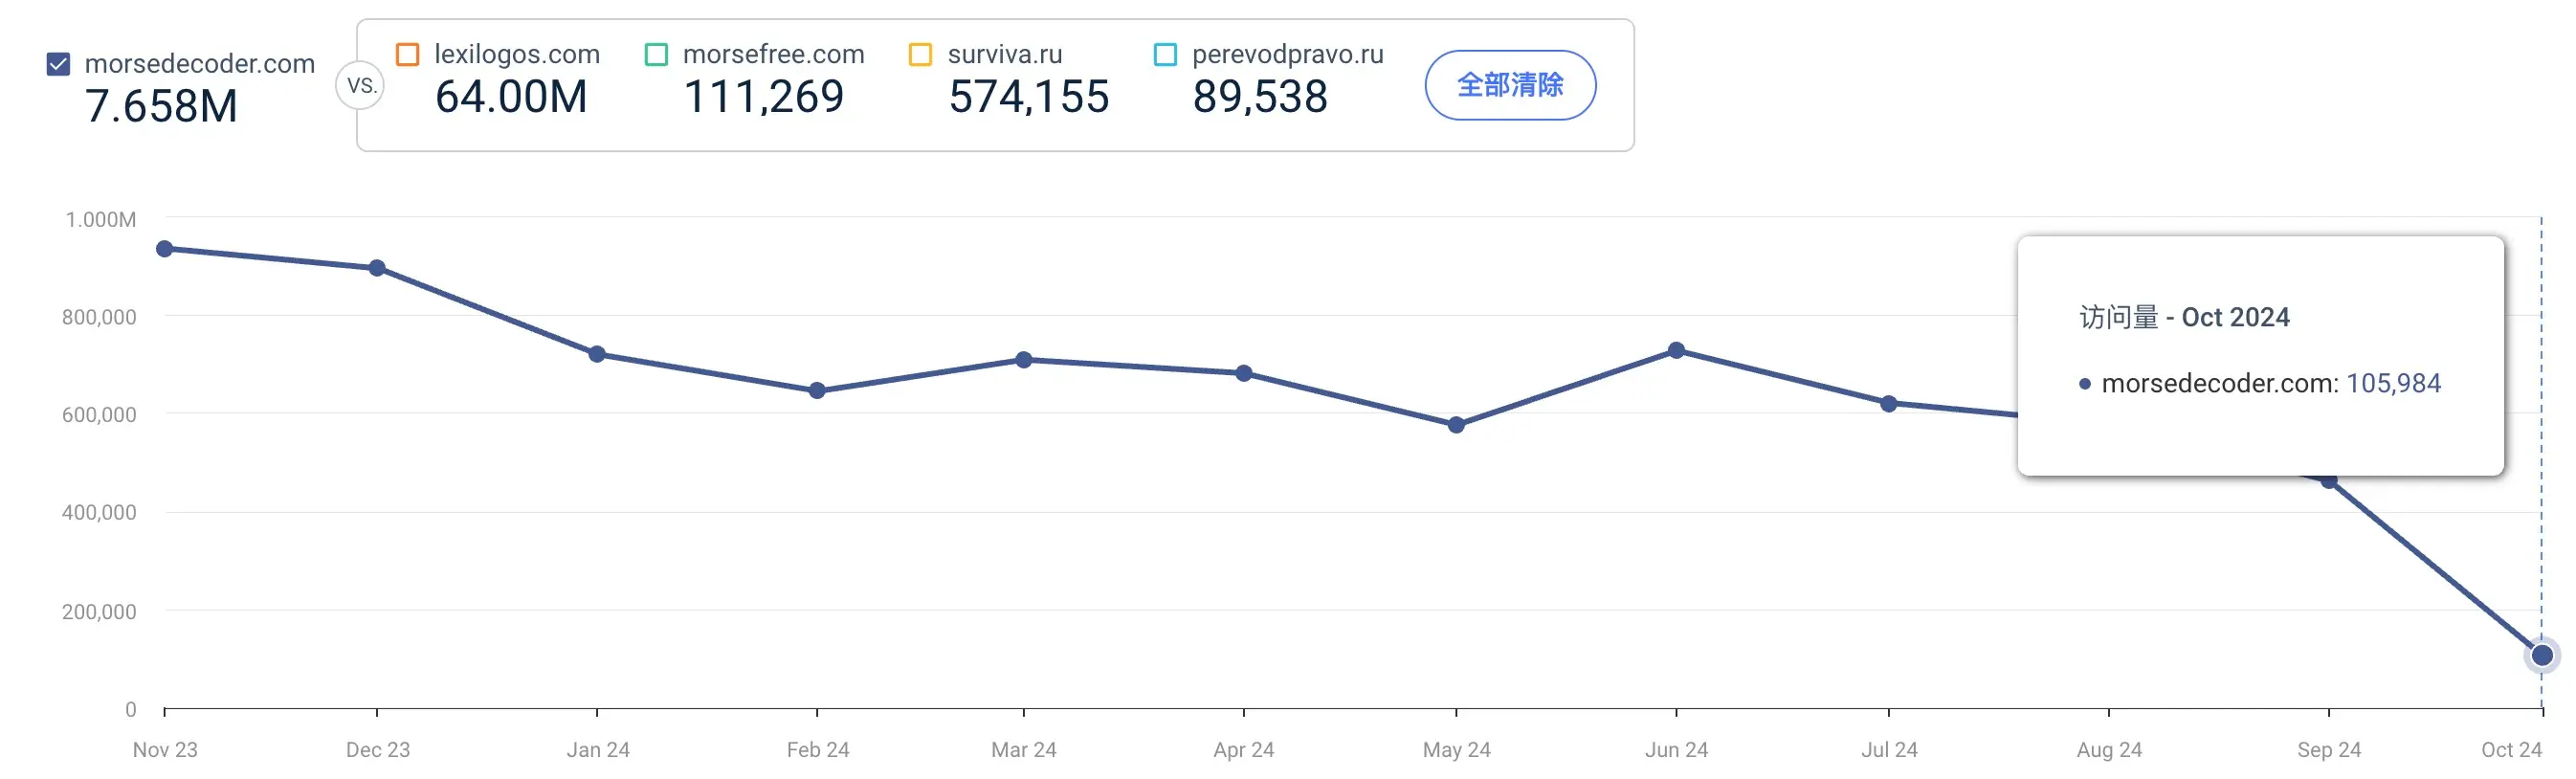 morsedecoder.com
7.658M
VS.
lexilogos.com
64.00M
morsefree.com
111,269
surviva.ru
574,155
perevodpravo.ru
89,538
全部清除
1.000M
800,000
600,000
400,000
200,000
0
访问量 - Oct 2024
morsedecoder.com: 105,984
Nov 23
Dec 23
Jan 24
Feb 24
Mar 24
Apr 24
May 24
Jun 24
Jul 24
Aug 24
Sep 24
Oct 24